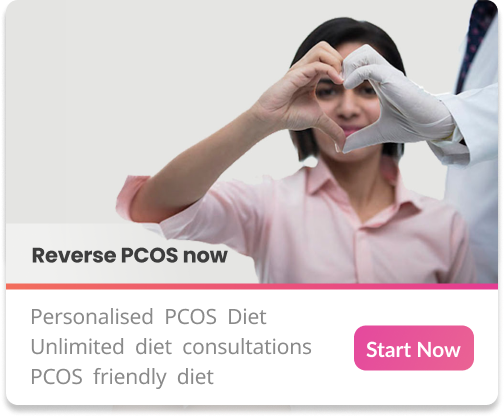 Reverse PCOS now
Personalised PCOS Diet
Unlimited diet consultations
PCOS friendly diet
Start Now